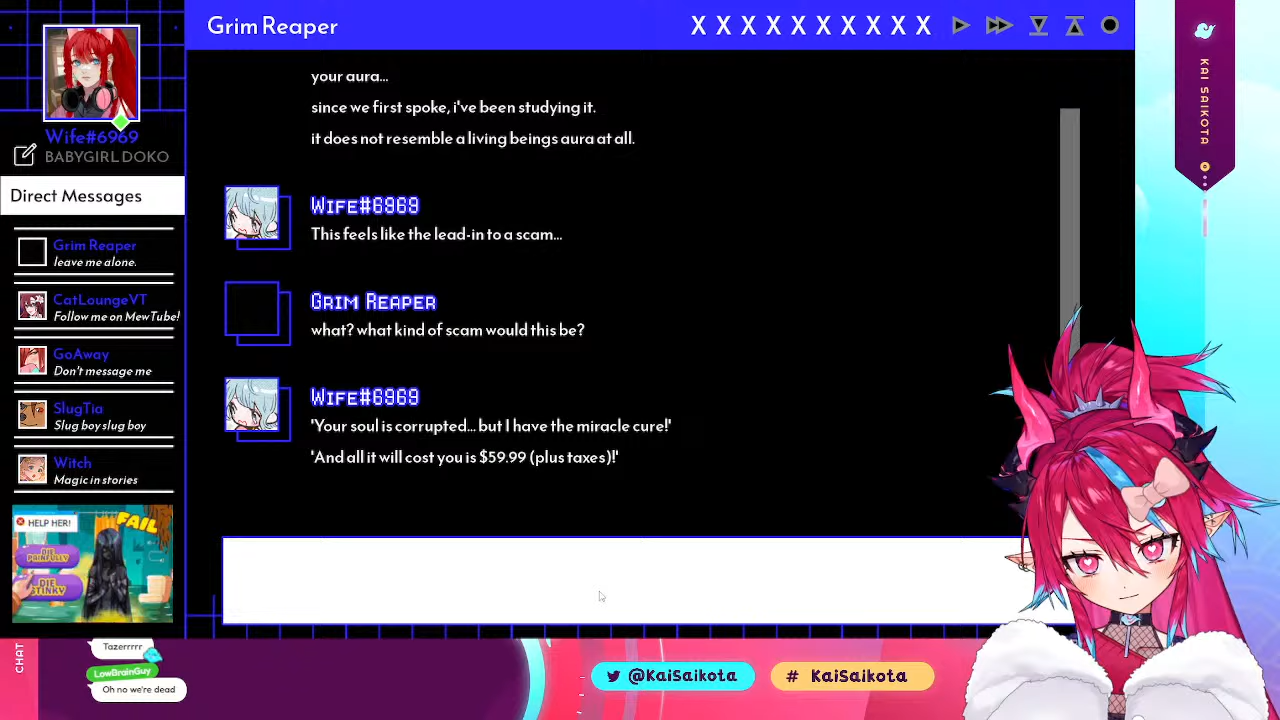 Grim Reaper
X X X X X X X X X X
Wife#6969
BABYGIRL DOKO
Direct Messages
Grim Reaper
leave me alone.
CatLoungeVT
Follow me on MewTube!
GoAway
Don't message me
SlugTia
Slug boy slug boy
Witch
Magic in stories
HELP HER!
FAIL
DIE PAINFULLY
DIE STINKY
your aura...
since we first spoke, i've been studying it.
it does not resemble a living beings aura at all.
Wife#6969
This feels like the lead-in to a scam...
Grim Reaper
what? what kind of scam would this be?
Wife#6969
'Your soul is corrupted... but I have the miracle cure!'
'And all it will cost you is $59.99 (plus taxes)!'
KAI SAIKOTA
CHAT
Tazerrrrr
LowBrainGuy
Oh no we're dead
@KaiSaikota
# KaiSaikota